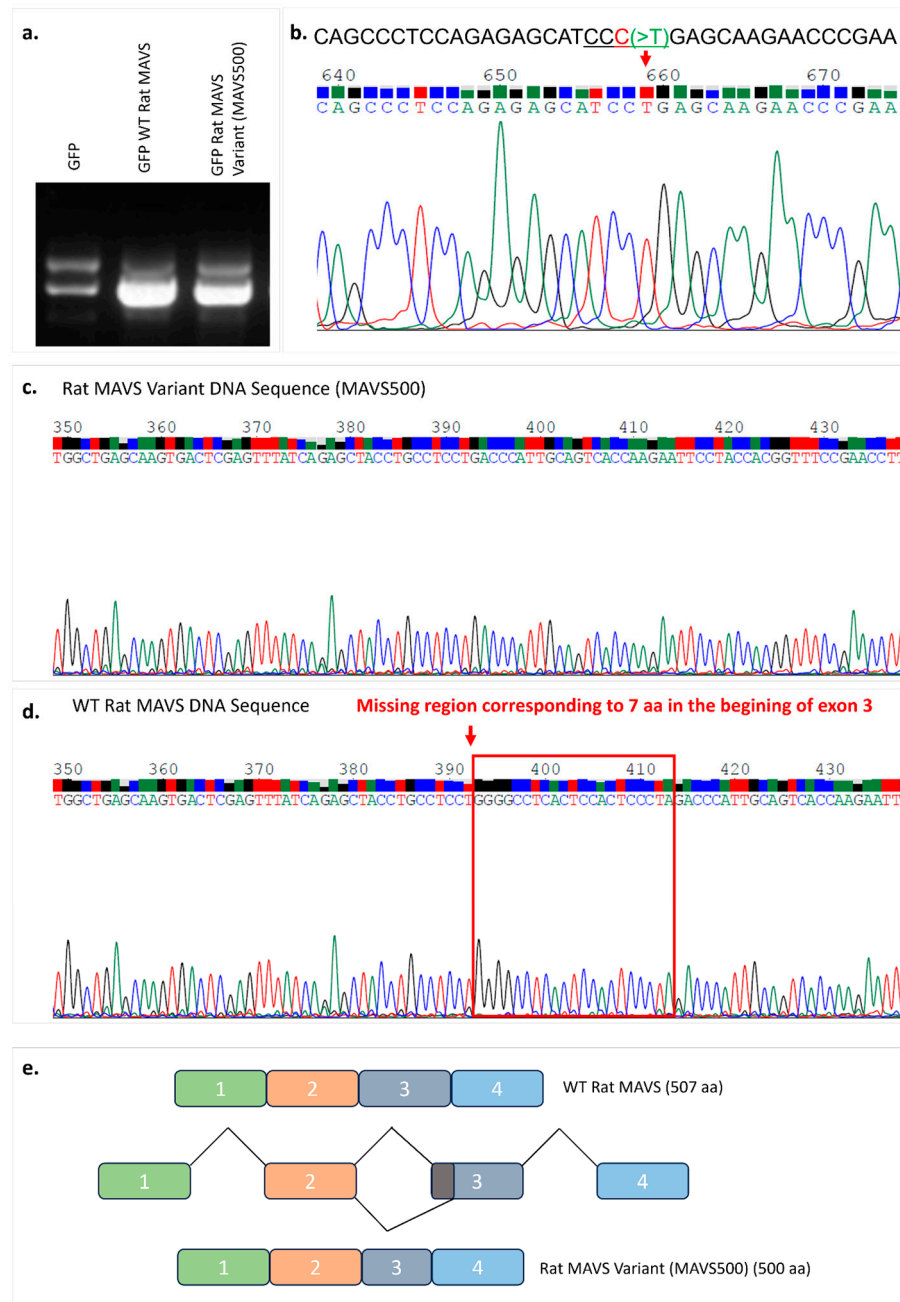 a.
GFP
GFP WT Rat MAVS
GFP Rat MAVS
Variant (MAVS500)
b. CAGCCCTCCAGAGAGCATCCC(>T)GAGCAAGAACCCGAA
640 650 660 670
CAGCCCTCCAGAGAGCATCCTGAGCAAGAACCCGAA
c. Rat MAVS Variant DNA Sequence (MAVS500)
350 360 370 380 390 400 410 420 430
TGGCTGAGCAAGTGACTCGAGTTTATCAGAGCTACCTGCCTCCTGACCCATTGCAGTCACCAAGAATTCCTACCACGGTTTCCGAACCTT
d. WT Rat MAVS DNA Sequence Missing region corresponding to 7 aa in the begining of exon 3
350 360 370 380 390 400 410 420 430
TGGCTGAGCAAGTGACTCGAGTTTATCAGAGCTACCTGCCTCCTGGGGCCTCACTCCACTCCCTAGACCCATTGCAGTCACCAAGAATT
e.
1 2 3 4 WT Rat MAVS (507 aa)
1 2 3 4
1 2 3 4 Rat MAVS Variant (MAVS500) (500 aa)